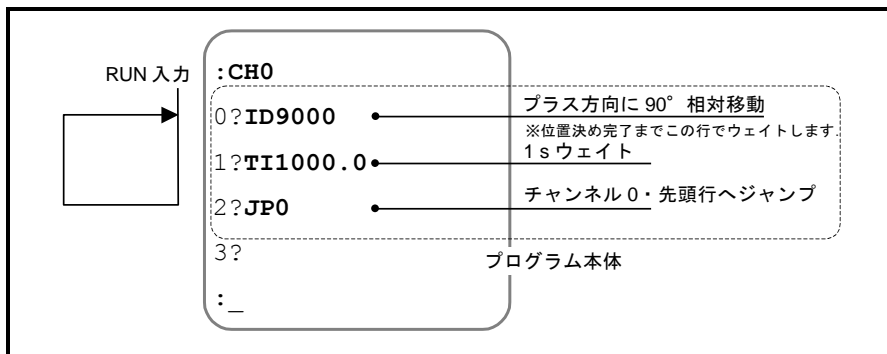 RUN 入力
:CH0
0?ID9000
プラス方向に 90°相対移動
※位置決め完了までこの行でウェイトします.
1?TI1000.0
1 s ウェイト
2?JP0
チャンネル 0・先頭行へジャンプ
3?
プログラム本体
:_